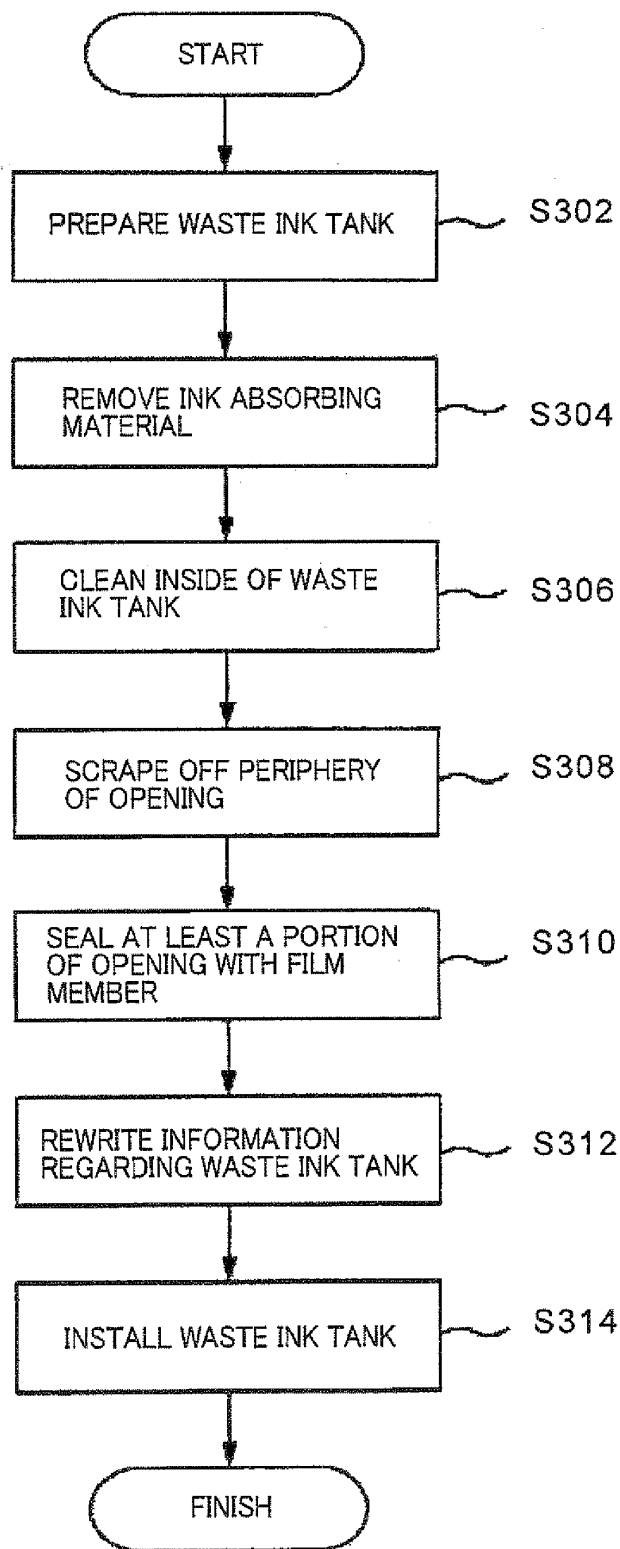 START
PREPARE WASTE INK TANK
S302
REMOVE INK ABSORBING
MATERIAL
S304
CLEAN INSIDE OF WASTE
INK TANK
S306
SCRAPE OFF PERIPHERY
OF OPENING
S308
SEAL AT LEAST A PORTION
OF OPENING WITH FILM
MEMBER
S310
REWRITE INFORMATION
REGARDING WASTE INK TANK
S312
INSTALL WASTE INK TANK
S314
FINISH